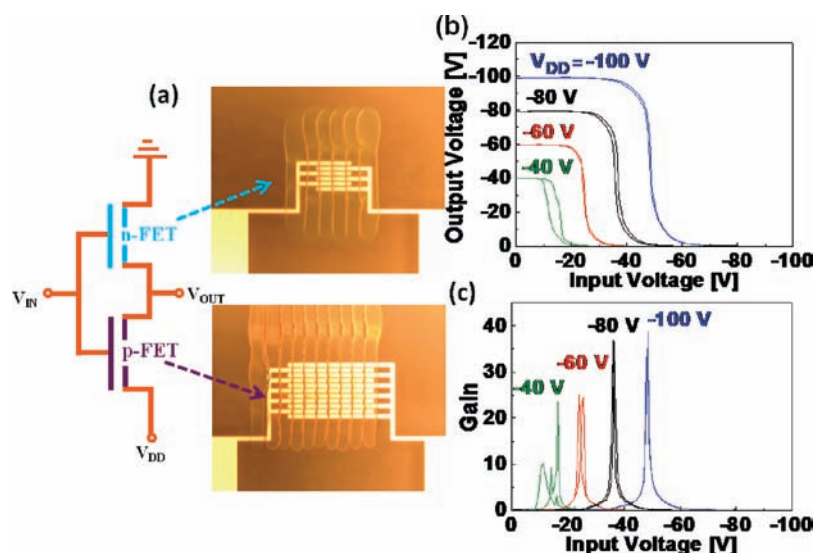 (a)
n-FET
V_IN
V_OUT
p-FET
V_DD
(b)
Output Voltage [V]
-120
-100
-80
-60
-40
-20
0
V_DD = -100 V
-80 V
-60 V
-40 V
0 -20 -40 -60 -80 -100
Input Voltage [V]
(c)
Gain
40
30
20
10
0
-40 V
-60 V
-80 V
-100 V
0 -20 -40 -60 -80 -100
Input Voltage [V]